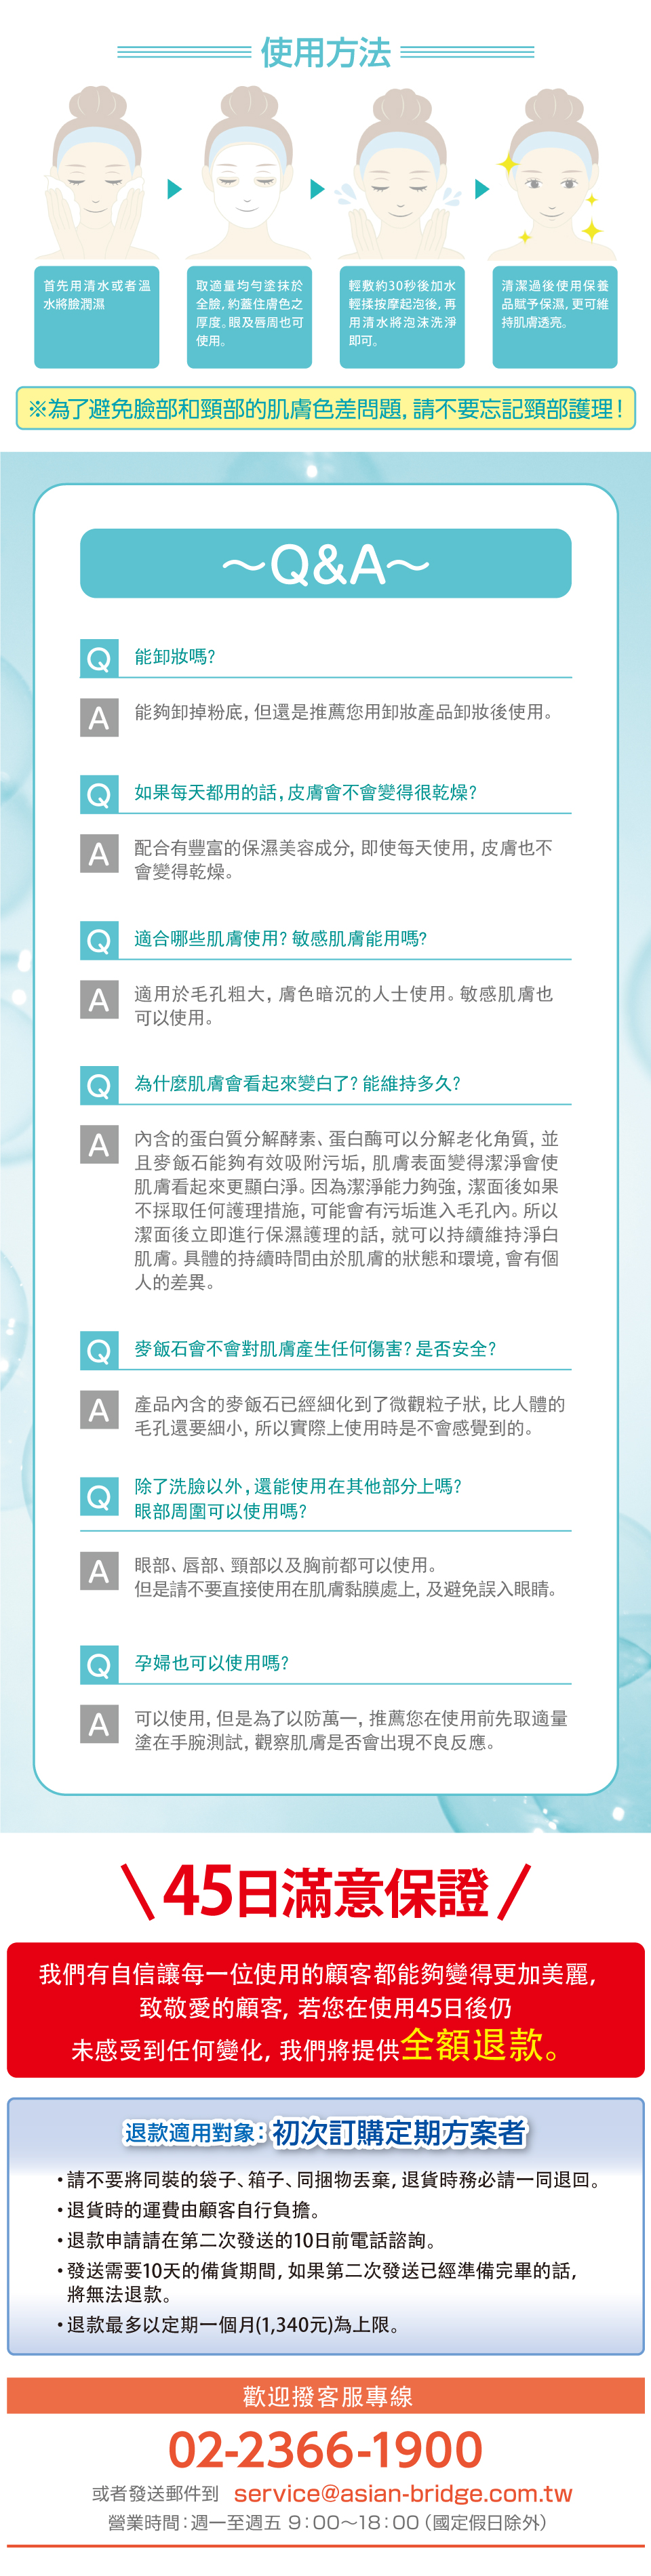 使用方法
首先用清水或者溫
水將臉潤濕
取適量均勻塗抹於
全臉,約蓋住膚色之
厚度。眼及唇周也可
使用。
輕敷約30秒後加水
輕揉按摩起泡後,再
用清水將泡沫洗淨
即可。
清潔過後使用保養
品賦予保濕,更可維
持肌膚透亮。
※為了避免臉部和頸部的肌膚色差問題,請不要忘記頸部護理!
～Q&A～
Q 能卸妝嗎?
A 能夠卸掉粉底,但還是推薦您用卸妝產品卸妝後使用。
Q 如果每天都用的話,皮膚會不會變得很乾燥?
A 配合有豐富的保濕美容成分,即使每天使用,皮膚也不
會變得乾燥。
Q 適合哪些肌膚使用?敏感肌膚能用嗎?
A 適用於毛孔粗大,膚色暗沉的人士使用。敏感肌膚也
可以使用。
Q 為什麼肌膚會看起來變白了?能維持多久?
A 內含的蛋白質分解酵素、蛋白酶可以分解老化角質,並
且麥飯石能夠有效吸附污垢,肌膚表面變得潔淨會使
肌膚看起來更顯白淨。因為潔淨能力夠強,潔面後如果
不採取任何護理措施,可能會有污垢進入毛孔內。所以
潔面後立即進行保濕護理的話,就可以持續維持淨白
肌膚。具體的持續時間由於肌膚的狀態和環境,會有個
人的差異。
Q 麥飯石會不會對肌膚產生任何傷害?是否安全?
A 產品內含的麥飯石已經細化到了微觀粒子狀,比人體的
毛孔還要細小,所以實際上使用時是不會感覺到的。
Q 除了洗臉以外,還能使用在其他部分上嗎?
眼部周圍可以使用嗎?
A 眼部、唇部、頸部以及胸前都可以使用。
但是請不要直接使用在肌膚黏膜處上,及避免誤入眼睛。
Q 孕婦也可以使用嗎?
A 可以使用,但是為了以防萬一,推薦您在使用前先取適量
塗在手腕測試,觀察肌膚是否會出現不良反應。
45日滿意保證
我們有自信讓每一位使用的顧客都能夠變得更加美麗,
致敬愛的顧客,若您在使用45日後仍
未感受到任何變化,我們將提供全額退款。
退款適用對象:初次訂購定期方案者
・請不要將同裝的袋子、箱子、同捆物丟棄,退貨時務必請一同退回。
・退貨時的運費由顧客自行負擔。
・退款申請請在第二次發送的10日前電話諮詢。
・發送需要10天的備貨期間,如果第二次發送已經準備完畢的話,
將無法退款。
・退款最多以定期一個月(1,340元)為上限。
歡迎撥客服專線
02-2366-1900
或者發送郵件到 service@asian-bridge.com.tw
營業時間:週一至週五 9:00～18:00(國定假日除外)